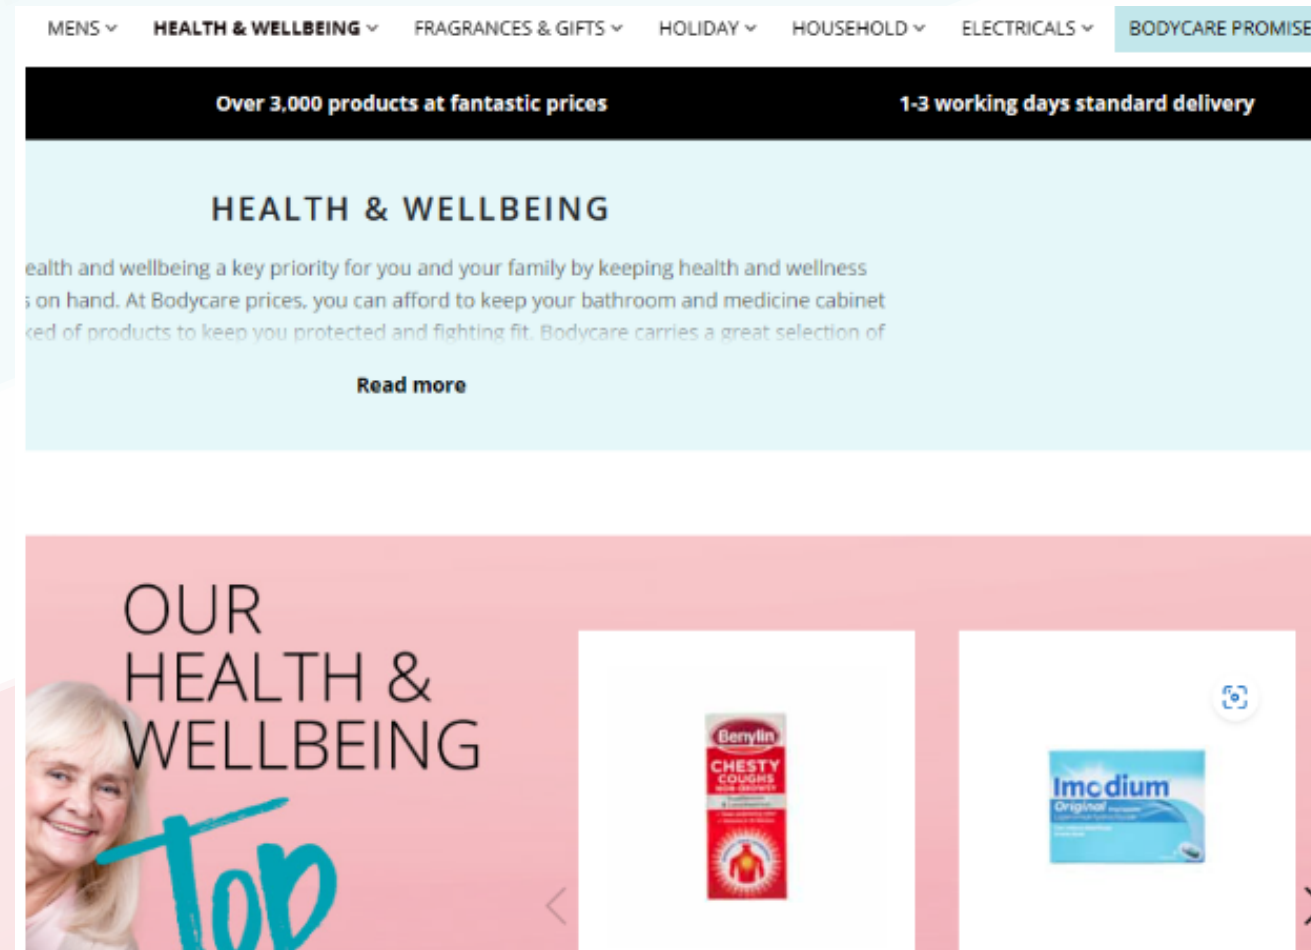 MENS
HEALTH & WELLBEING
FRAGRANCES & GIFTS
HOLIDAY
HOUSEHOLD
ELECTRICALS
BODYCARE PROMISE
Over 3,000 products at fantastic prices
1-3 working days standard delivery
HEALTH & WELLBEING
ealth and wellbeing a key priority for you and your family by keeping health and wellness
s on hand. At Bodycare prices, you can afford to keep your bathroom and medicine cabinet
ked of products to keep you protected and fighting fit. Bodycare carries a great selection of
Read more
OUR
HEALTH &
WELLBEING
Top
Benylin
CHESTY
COUGHS
NON-DROWSY
Imodium
Original